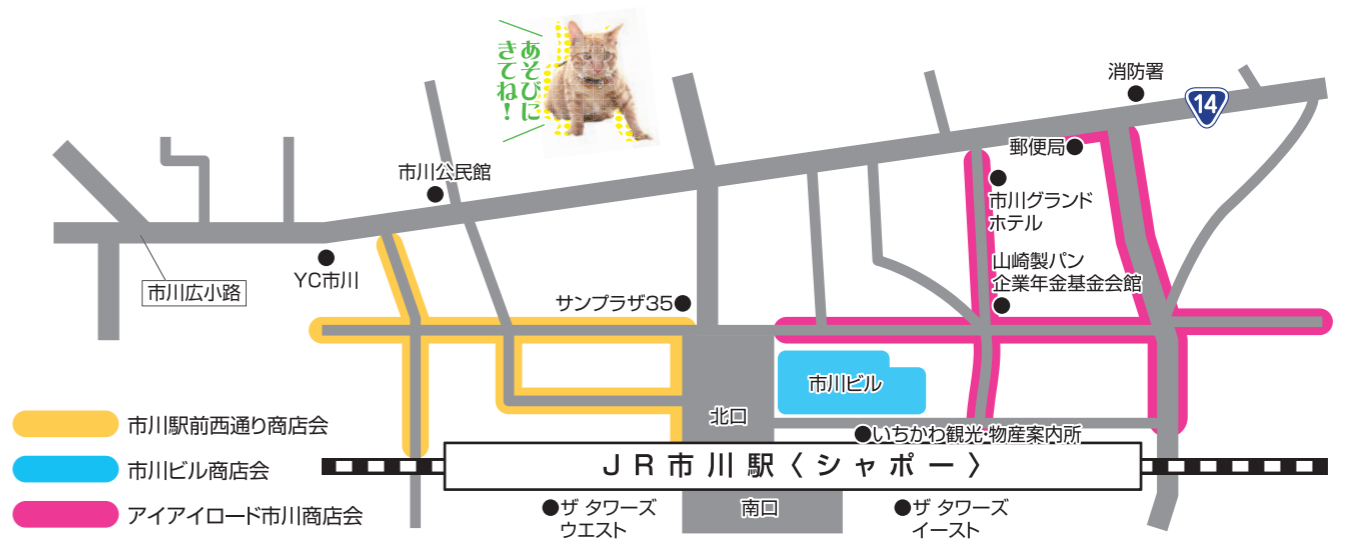 あそびに
きてね！
消防署
14
郵便局
市川公民館
市川グランド
ホテル
山崎製パン
企業年金基金会館
YC市川
市川広小路
サンプラザ35
市川ビル
北口
いちかわ観光・物産案内所
市川駅前西通り商店会
市川ビル商店会
アイアイロード市川商店会
JR市川駅〈シャポー〉
ザ タワーズ
ウエスト
南口
ザ タワーズ
イースト